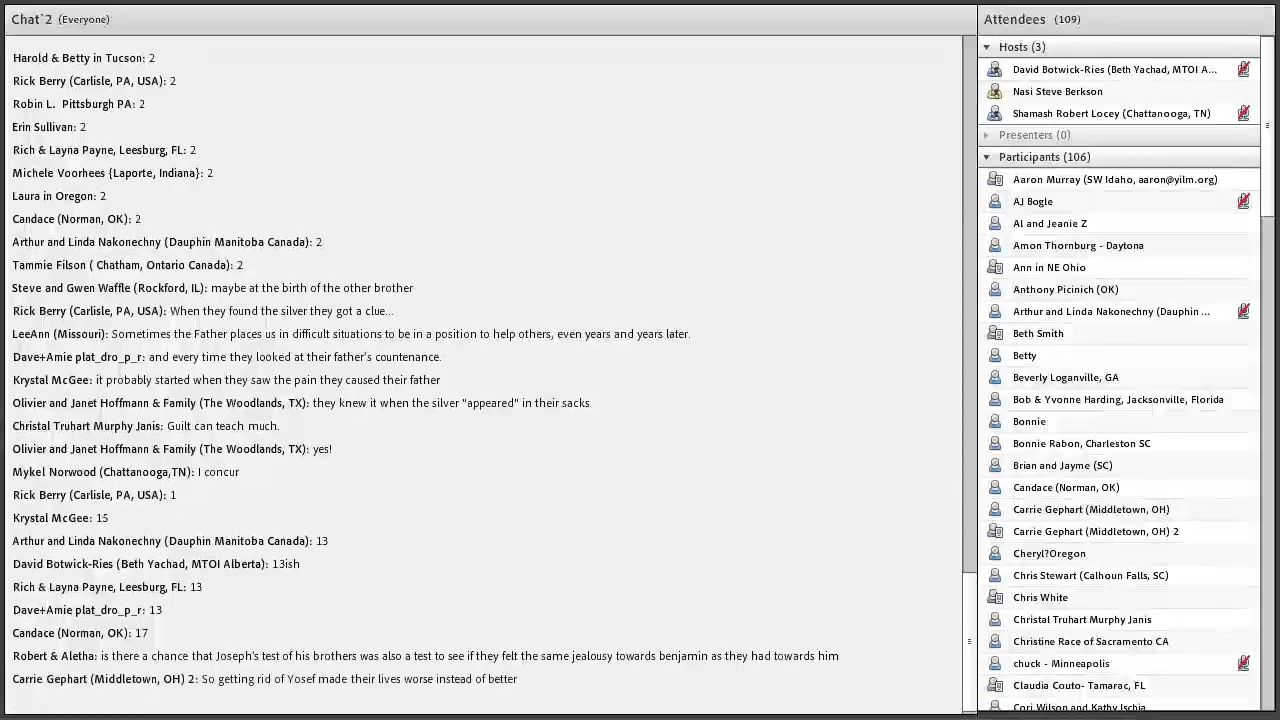 Chat`2 (Everyone)
Harold & Betty in Tucson: 2
Rick Berry (Carlisle, PA, USA): 2
Robin L.  Pittsburgh PA: 2
Erin Sullivan: 2
Rich & Layna Payne, Leesburg, FL: 2
Michele Voorhees {Laporte, Indiana}: 2
Laura in Oregon: 2
Candace (Norman, OK): 2
Arthur and Linda Nakonechny (Dauphin Manitoba Canada): 2
Tammie Filson ( Chatham, Ontario Canada): 2
Steve and Gwen Waffle (Rockford, IL): maybe at the birth of the other brother
Rick Berry (Carlisle, PA, USA): When they found the silver they got a clue...
LeeAnn (Missouri): Sometimes the Father places us in difficult situations to be in a position to help others, even years and years later.
Dave+Amie plat_dro_p_r: and every time they looked at their father's countenance.
Krystal McGee: it probably started when they saw the pain they caused their father
Olivier and Janet Hoffmann & Family (The Woodlands, TX): they knew it when the silver "appeared" in their sacks
Christal Truhart Murphy Janis: Guilt can teach much.
Olivier and Janet Hoffmann & Family (The Woodlands, TX): yes!
Mykel Norwood (Chattanooga,TN): I concur
Rick Berry (Carlisle, PA, USA): 1
Krystal McGee: 15
Arthur and Linda Nakonechny (Dauphin Manitoba Canada): 13
David Botwick-Ries (Beth Yachad, MTOI Alberta): 13ish
Rich & Layna Payne, Leesburg, FL: 13
Dave+Amie plat_dro_p_r: 13
Candace (Norman, OK): 17
Robert & Aletha: is there a chance that Joseph's test of his brothers was also a test to see if they felt the same jealousy towards benjamin as they had towards him
Carrie Gephart (Middletown, OH) 2: So getting rid of Yosef made their lives worse instead of better
Attendees (109)
Hosts (3)
David Botwick-Ries (Beth Yachad, MTOI A...
Nasi Steve Berkson
Shamash Robert Locey (Chattanooga, TN)
Presenters (0)
Participants (106)
Aaron Murray (SW Idaho, aaron@yilm.org)
AJ Bogle
Al and Jeanie Z
Amon Thornburg - Daytona
Ann in NE Ohio
Anthony Picinich (OK)
Arthur and Linda Nakonechny (Dauphin ...
Beth Smith
Betty
Beverly Loganville, GA
Bob & Yvonne Harding, Jacksonville, Florida
Bonnie
Bonnie Rabon, Charleston SC
Brian and Jayme (SC)
Candace (Norman, OK)
Carrie Gephart (Middletown, OH)
Carrie Gephart (Middletown, OH) 2
Cheryl?Oregon
Chris Stewart (Calhoun Falls, SC)
Chris White
Christal Truhart Murphy Janis
Christine Race of Sacramento CA
chuck - Minneapolis
Claudia Couto- Tamarac, FL
Cori Wilson and Kathy Ischia